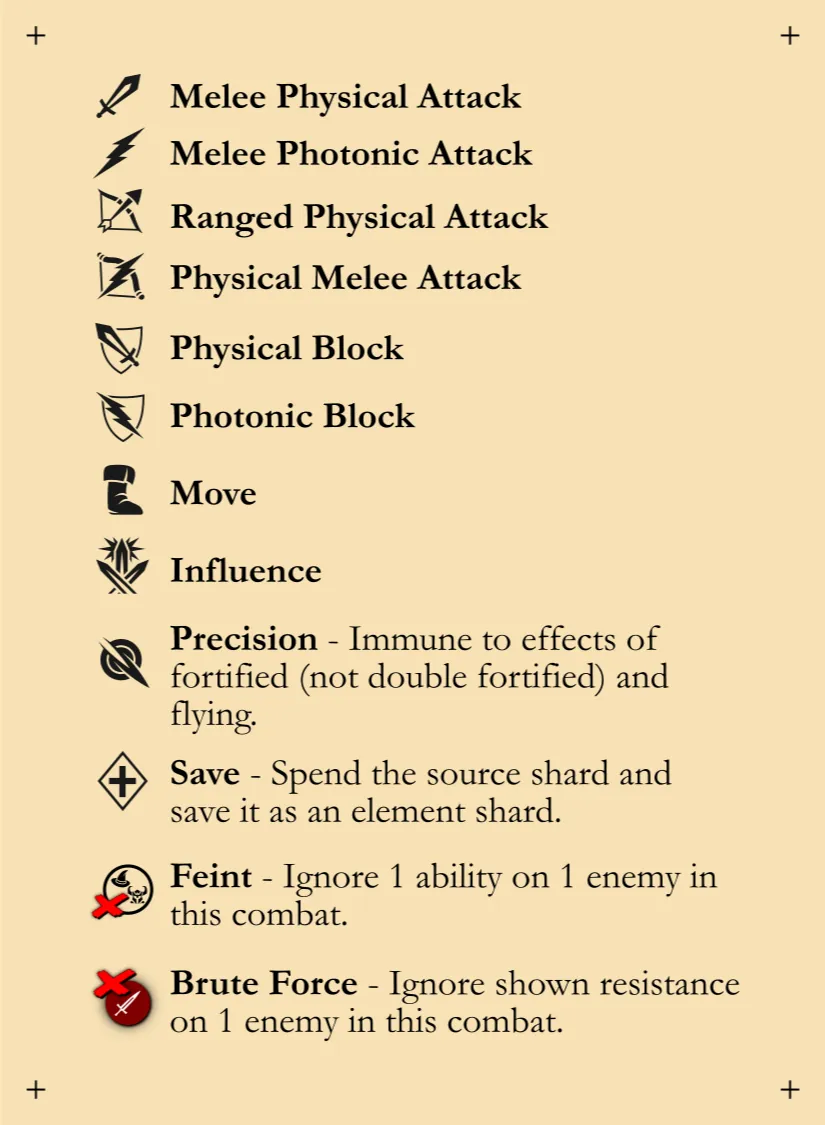 Melee Physical Attack
Melee Photonic Attack
Ranged Physical Attack
Physical Melee Attack
Physical Block
Photonic Block
Move
Influence
Precision - Immune to effects of
fortified (not double fortified) and
flying.
Save - Spend the source shard and
save it as an element shard.
Feint - Ignore 1 ability on 1 enemy in
this combat.
Brute Force - Ignore shown resistance
on 1 enemy in this combat.